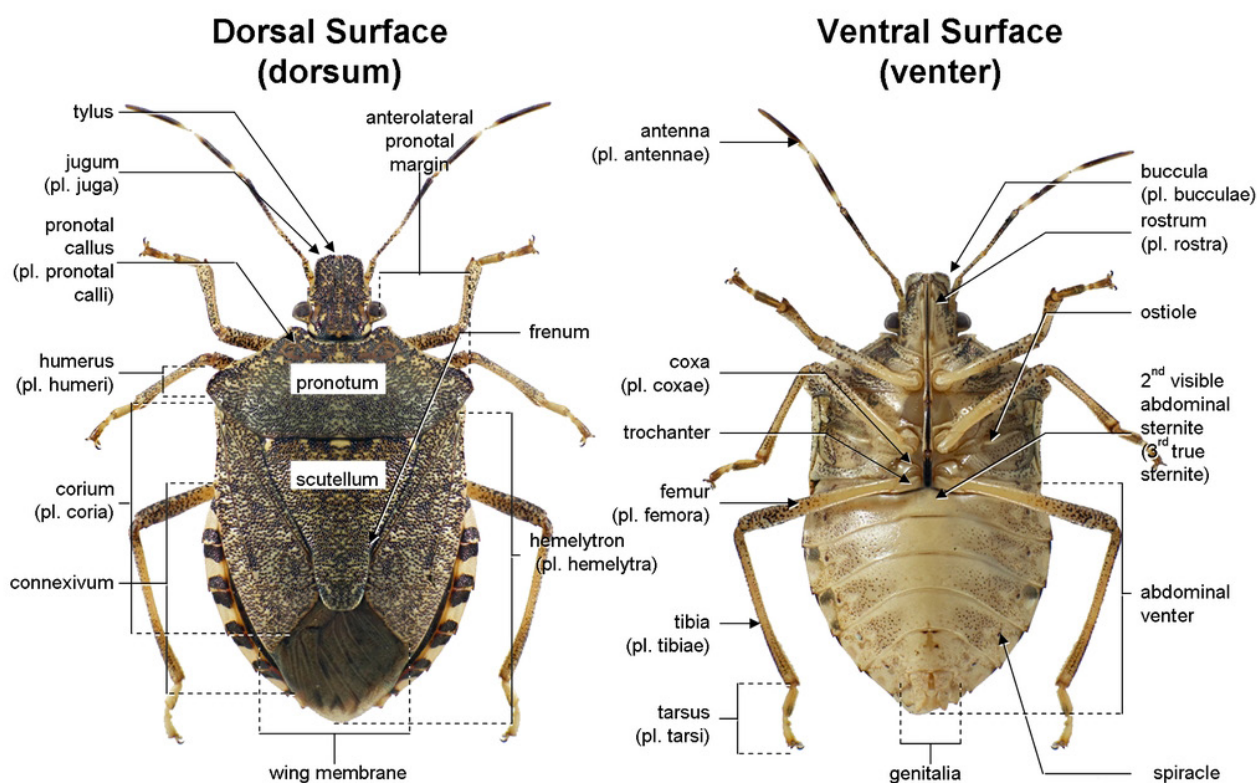 Dorsal Surface
(dorsum)
tylus
jugum
(pl. juga)
pronotal
callus
(pl. pronotal
calli)
humerus
(pl. humeri)
corium
(pl. coria)
connexivum
anterolateral
pronotal
margin
frenum
pronotum
scutellum
hemelytron
(pl. hemelytra)
wing membrane
Ventral Surface
(venter)
antenna
(pl. antennae)
coxa
(pl. coxae)
trochanter
femur
(pl. femora)
tibia
(pl. tibiae)
tarsus
(pl. tarsi)
buccula
(pl. bucculae)
rostrum
(pl. rostra)
ostiole
2nd visible
abdominal
sternite
(3rd true
sternite)
abdominal
venter
genitalia
spiracle